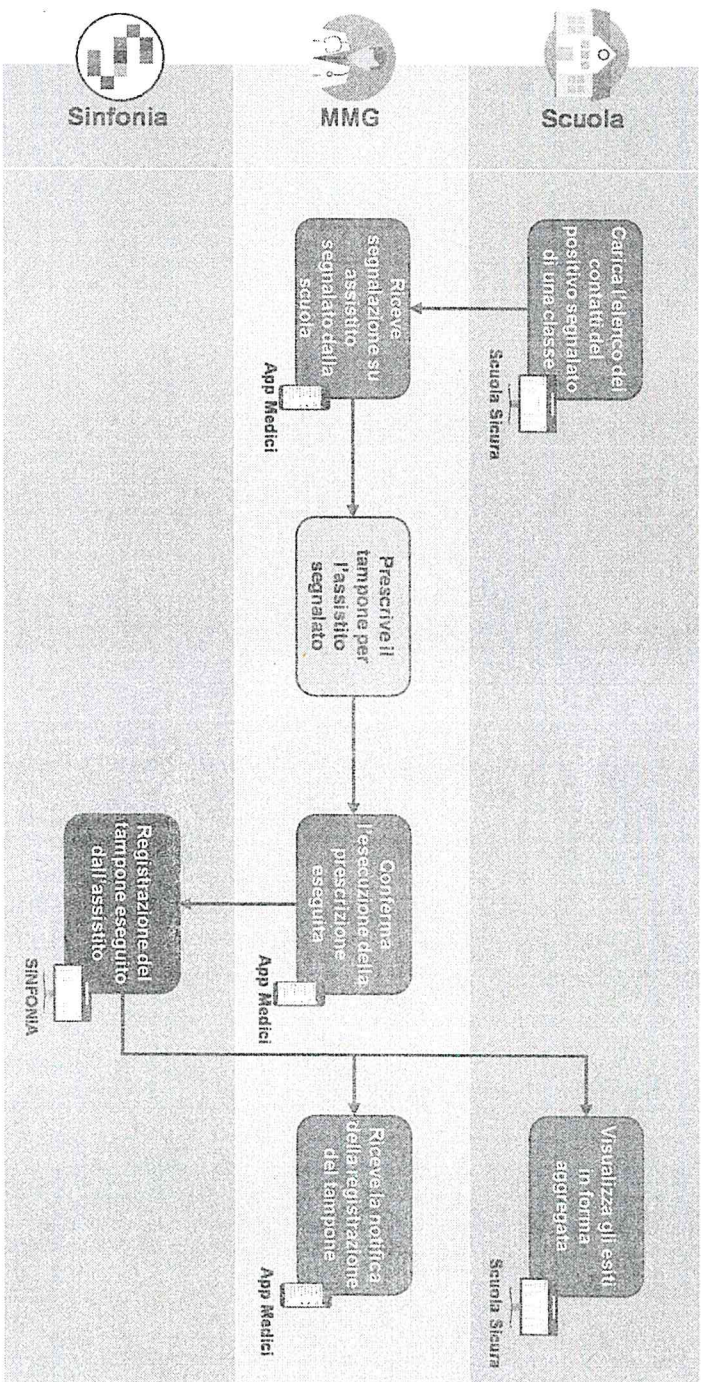 Scuola
Carica l'elenco dei
contatti del
positivo segnalato
di una classe
Scuola Sicura
Visualizza gli esiti
in forma
aggregata
Scuola Sicura
MMG
Riceve
segnalazione su
assistito
segnalato dalla
scuola
App Medici
Prescrive il
tampone per
l'assistito
segnalato
Conferma
l'esecuzione della
prescrizione
eseguita
App Medici
Riceve la notifica
della registrazione
del tampone
App Medici
Sinfonia
Registrazione del
tampone eseguito
dall'assistito
SINFONIA